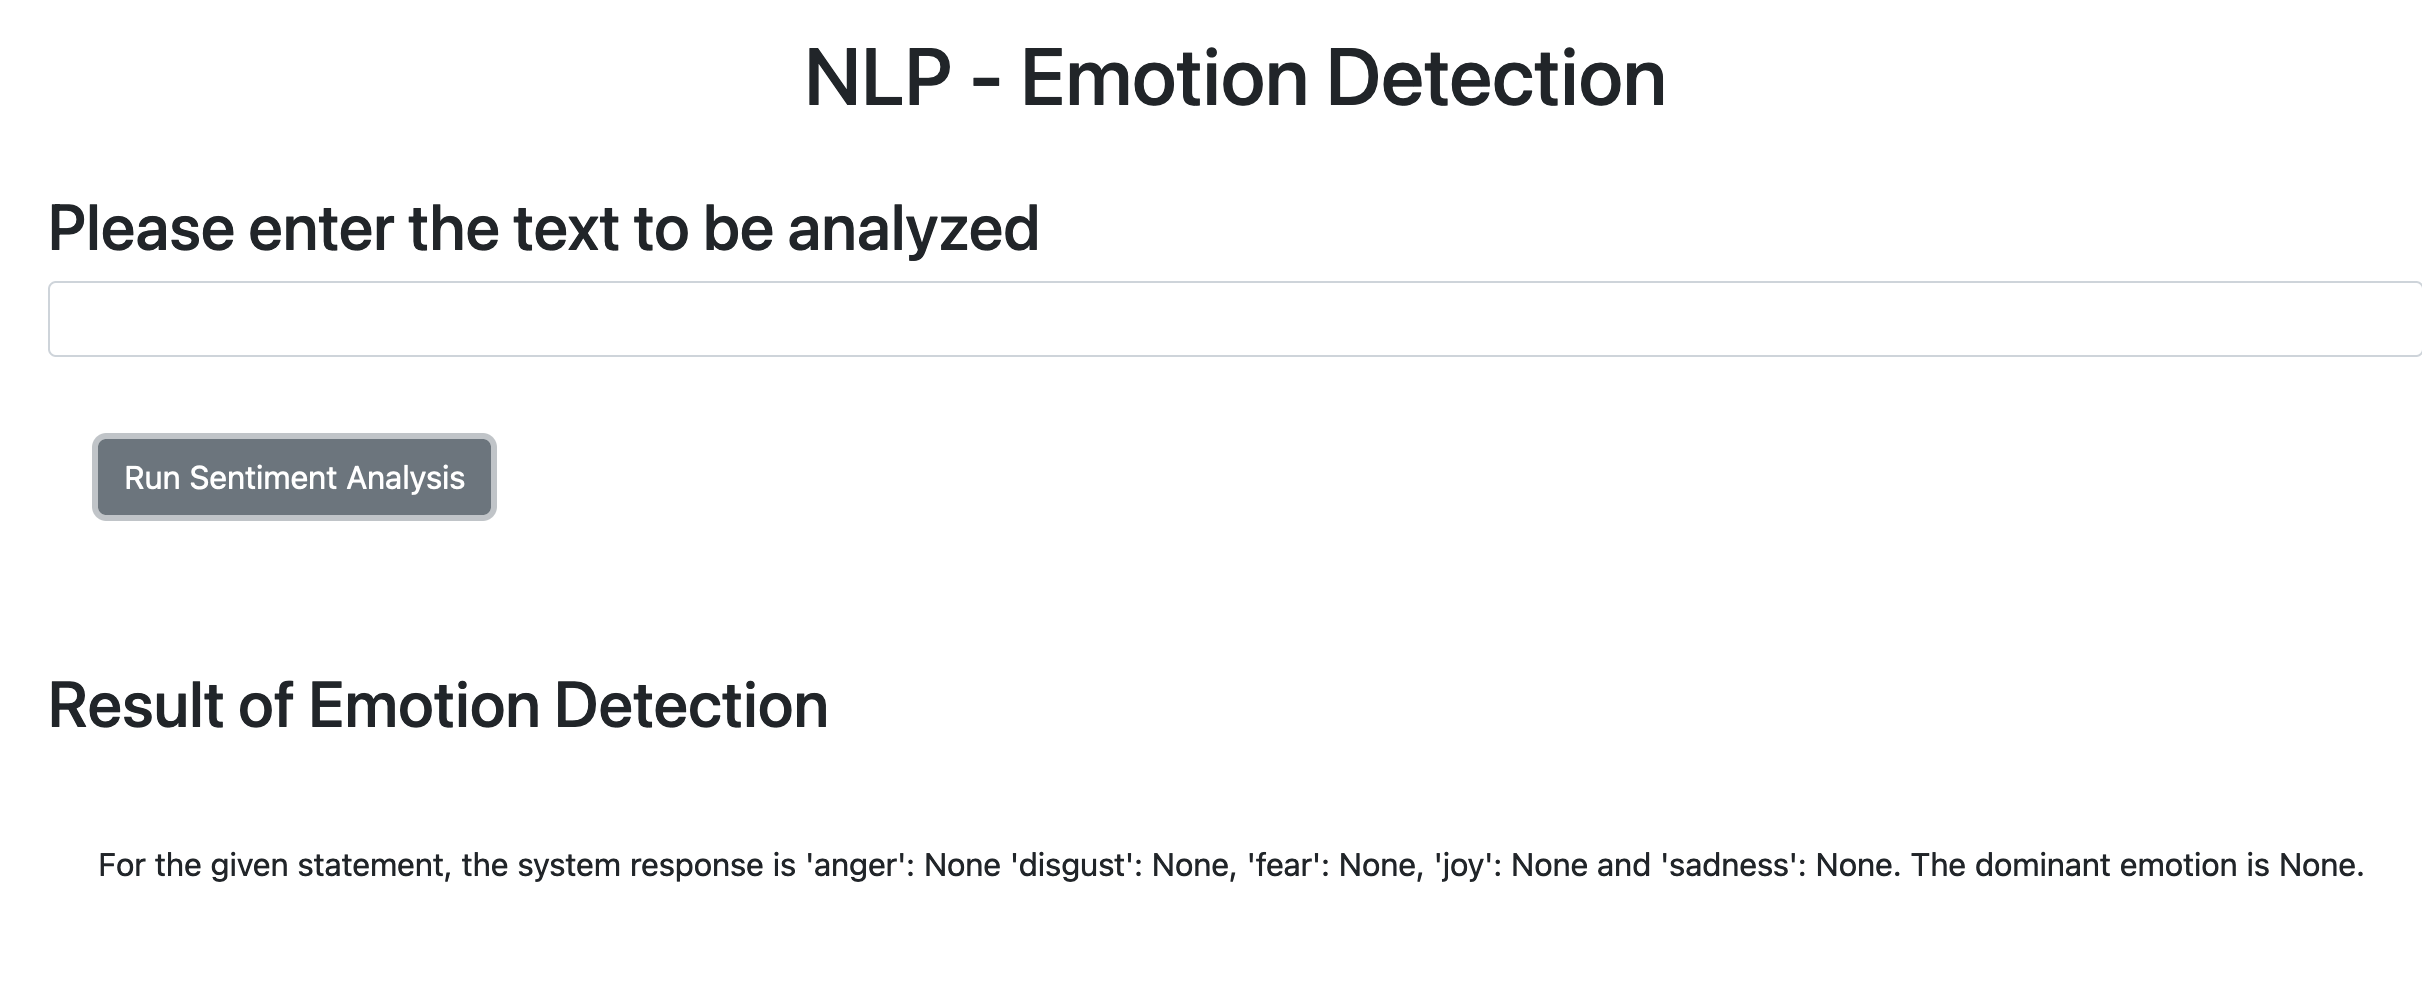 NLP - Emotion Detection
Please enter the text to be analyzed
Run Sentiment Analysis
Result of Emotion Detection
For the given statement, the system response is 'anger': None 'disgust': None, 'fear': None, 'joy': None and 'sadness': None. The dominant emotion is None.